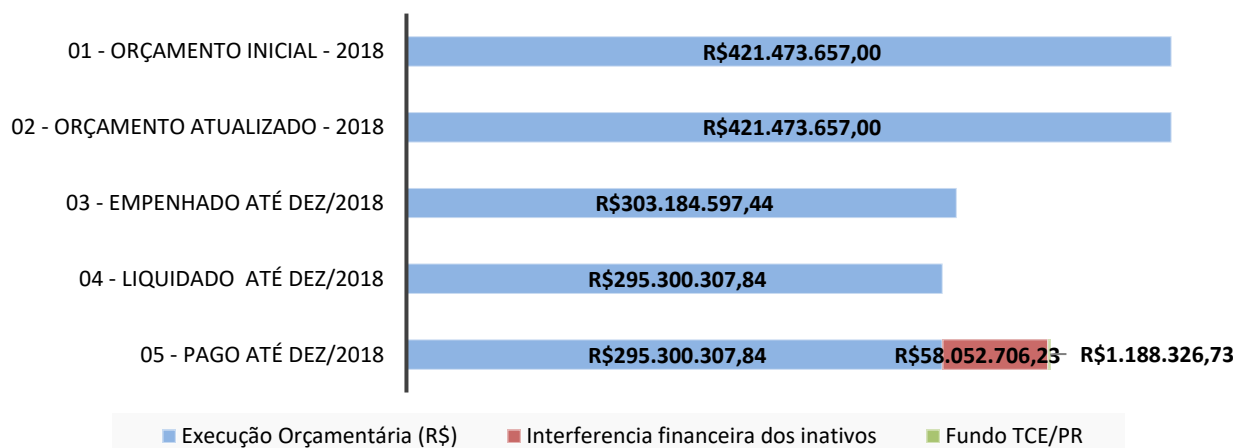 01 - ORÇAMENTO INICIAL - 2018
R$421.473.657,00
02 - ORÇAMENTO ATUALIZADO - 2018
R$421.473.657,00
03 - EMPENHADO ATÉ DEZ/2018
R$303.184.597,44
04 - LIQUIDADO  ATÉ DEZ/2018
R$295.300.307,84
05 - PAGO ATÉ DEZ/2018
R$295.300.307,84
R$58.052.706,23
R$1.188.326,73
Execução Orçamentária (R$)
Interferencia financeira dos inativos
Fundo TCE/PR